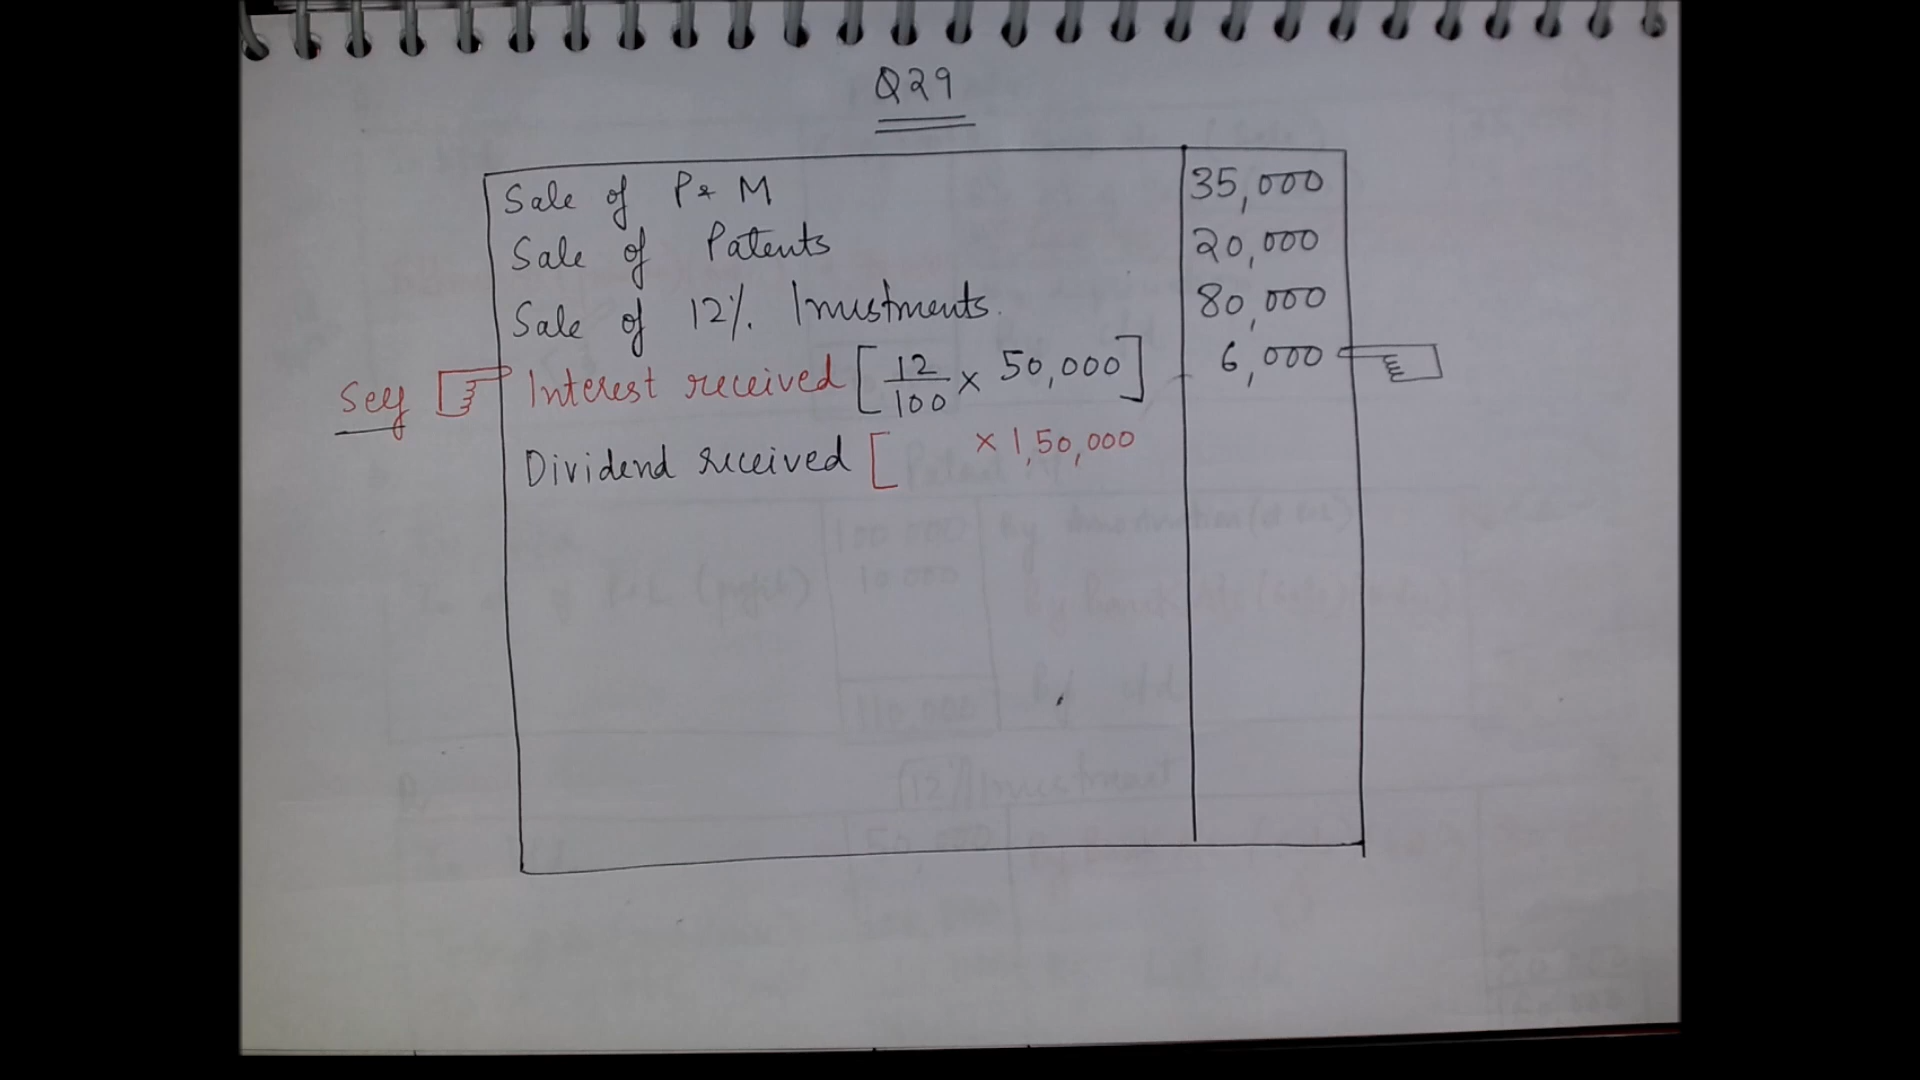 Q29
Sale of P & M 35,000
Sale of Patents 20,000
Sale of 12% Investments. 80,000
Self Interest received [12/100 × 50,000] 6,000
Dividend received [ × 1,50,000